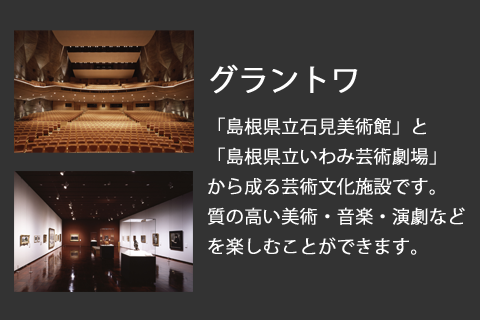 グラントワ
「島根県立石見美術館」と
「島根県立いわみ芸術劇場」
から成る芸術文化施設です。
質の高い美術・音楽・演劇など
を楽しむことができます。